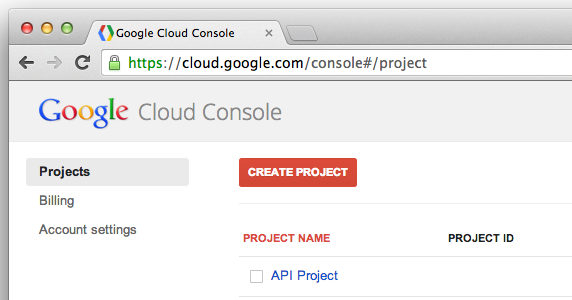 Google Cloud Console
https://cloud.google.com/console#/project
Google Cloud Console
Projects
CREATE PROJECT
Billing
Account settings
PROJECT NAME PROJECT ID
API Project